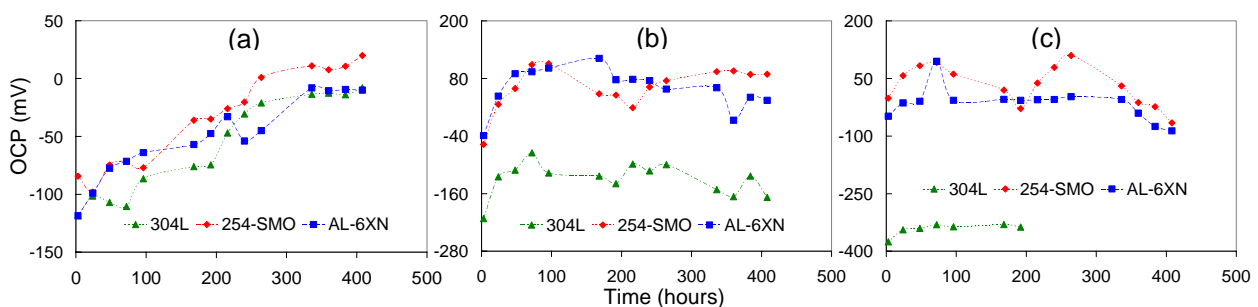 OCP (mV)
50
0
-50
-100
-150
(a)
304L 254-SMO AL-6XN
0 100 200 300 400 500
200
80
-40
-160
-280
(b)
304L 254-SMO AL-6XN
0 100 200 300 400 500
200
50
-100
-250
-400
(c)
304L 254-SMO AL-6XN
0 100 200 300 400 500
Time (hours)